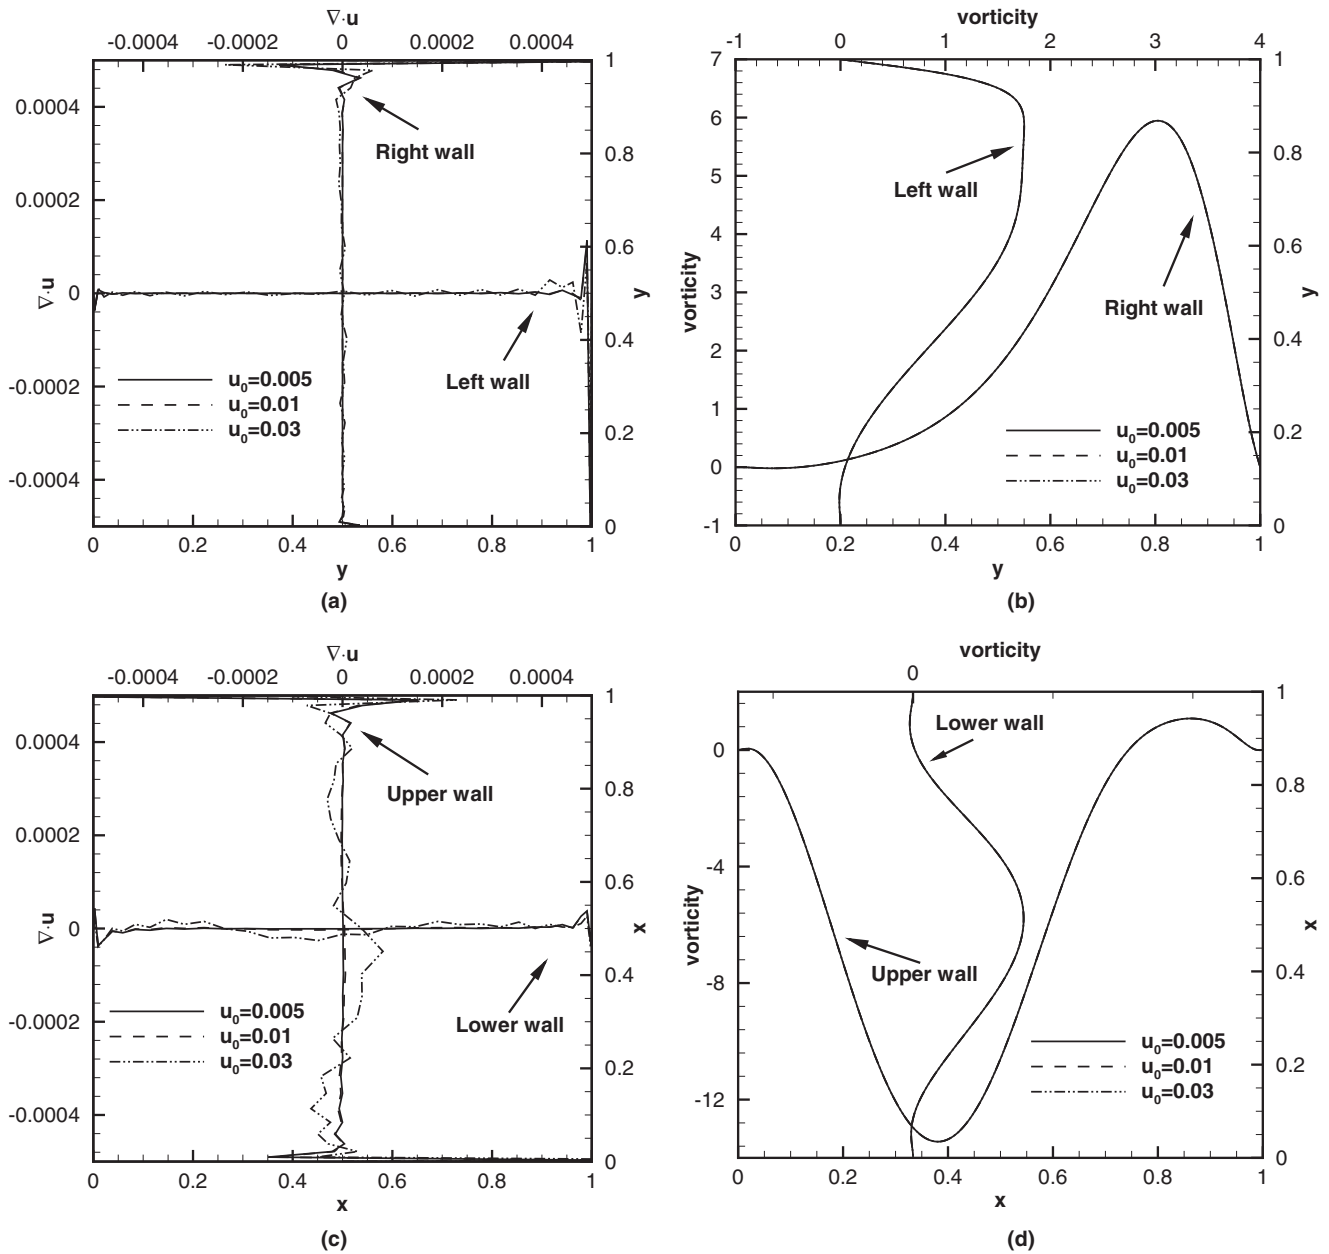 ∇·u
-0.0004 -0.0002 0 0.0002 0.0004
0.0004
0.0002
0
-0.0002
-0.0004
∇·u
1
0.8
0.6
0.4
0.2
0
y
Right wall
Left wall
u0=0.005
u0=0.01
u0=0.03
0 0.2 0.4 0.6 0.8 1
y
(a)
vorticity
-1 0 1 2 3 4
7
6
5
4
3
2
1
0
-1
vorticity
1
0.8
0.6
0.4
0.2
0
y
Left wall
Right wall
u0=0.005
u0=0.01
u0=0.03
0 0.2 0.4 0.6 0.8 1
y
(b)
∇·u
-0.0004 -0.0002 0 0.0002 0.0004
0.0004
0.0002
0
-0.0002
-0.0004
∇·u
1
0.8
0.6
0.4
0.2
0
x
Upper wall
Lower wall
u0=0.005
u0=0.01
u0=0.03
0 0.2 0.4 0.6 0.8 1
x
(c)
vorticity
0
0
-4
-8
-12
vorticity
1
0.8
0.6
0.4
0.2
0
x
Lower wall
Upper wall
u0=0.005
u0=0.01
u0=0.03
0 0.2 0.4 0.6 0.8 1
x
(d)